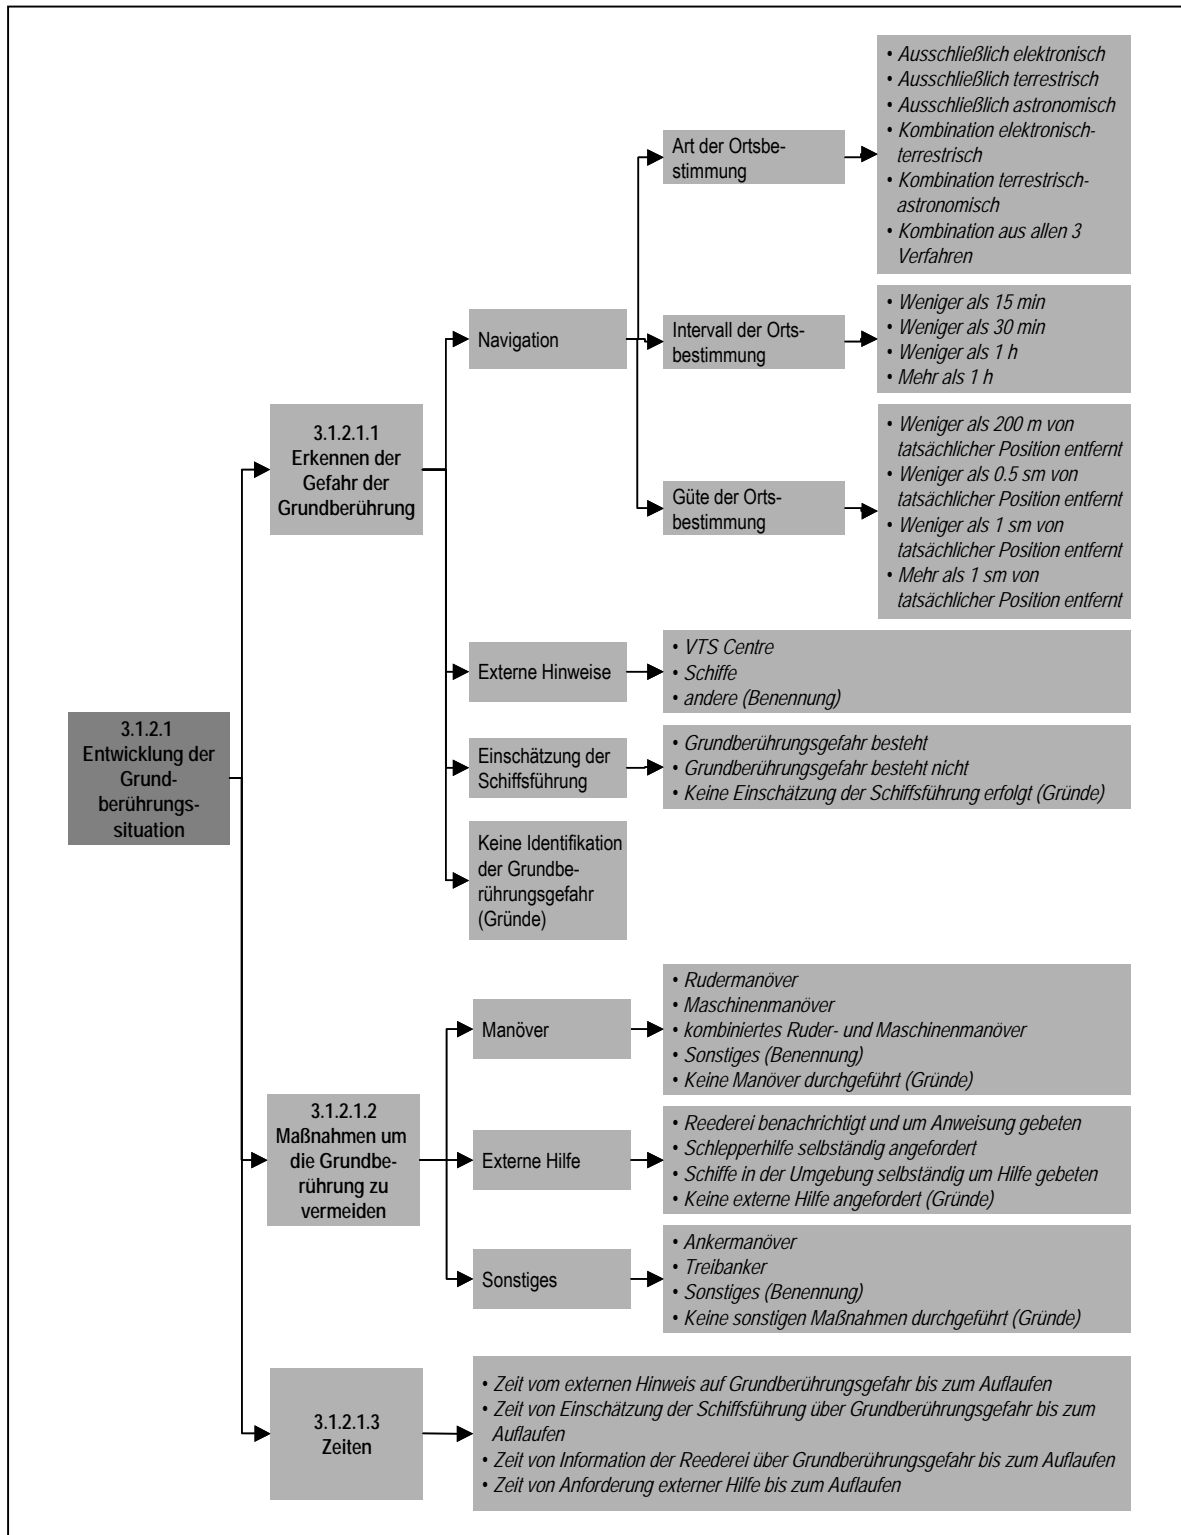 3.1.2.1
Entwicklung der
Grund-
berührungs-
situation
3.1.2.1.1
Erkennen der
Gefahr der
Grundberührung
Navigation
Art der Ortsbe-
stimmung
• Ausschließlich elektronisch
• Ausschließlich terrestrisch
• Ausschließlich astronomisch
• Kombination elektronisch-
terrestrisch
• Kombination terrestrisch-
astronomisch
• Kombination aus allen 3
Verfahren
Intervall der Orts-
bestimmung
• Weniger als 15 min
• Weniger als 30 min
• Weniger als 1 h
• Mehr als 1 h
Güte der Orts-
bestimmung
• Weniger als 200 m von
tatsächlicher Position entfernt
• Weniger als 0.5 sm von
tatsächlicher Position entfernt
• Weniger als 1 sm von
tatsächlicher Position entfernt
• Mehr als 1 sm von
tatsächlicher Position entfernt
Externe Hinweise
• VTS Centre
• Schiffe
• andere (Benennung)
Einschätzung der
Schiffsführung
• Grundberührungsgefahr besteht
• Grundberührungsgefahr besteht nicht
• Keine Einschätzung der Schiffsführung erfolgt (Gründe)
Keine Identifikation
der Grundbe-
rührungsgefahr
(Gründe)
3.1.2.1.2
Maßnahmen um
die Grundbe-
rührung zu
vermeiden
Manöver
• Rudermanöver
• Maschinenmanöver
• kombiniertes Ruder- und Maschinenmanöver
• Sonstiges (Benennung)
• Keine Manöver durchgeführt (Gründe)
Externe Hilfe
• Reederei benachrichtigt und um Anweisung gebeten
• Schlepperhilfe selbständig angefordert
• Schiffe in der Umgebung selbständig um Hilfe gebeten
• Keine externe Hilfe angefordert (Gründe)
Sonstiges
• Ankermanöver
• Treibanker
• Sonstiges (Benennung)
• Keine sonstigen Maßnahmen durchgeführt (Gründe)
3.1.2.1.3
Zeiten
• Zeit vom externen Hinweis auf Grundberührungsgefahr bis zum Auflaufen
• Zeit von Einschätzung der Schiffsführung über Grundberührungsgefahr bis zum
Auflaufen
• Zeit von Information der Reederei über Grundberührungsgefahr bis zum Auflaufen
• Zeit von Anforderung externer Hilfe bis zum Auflaufen